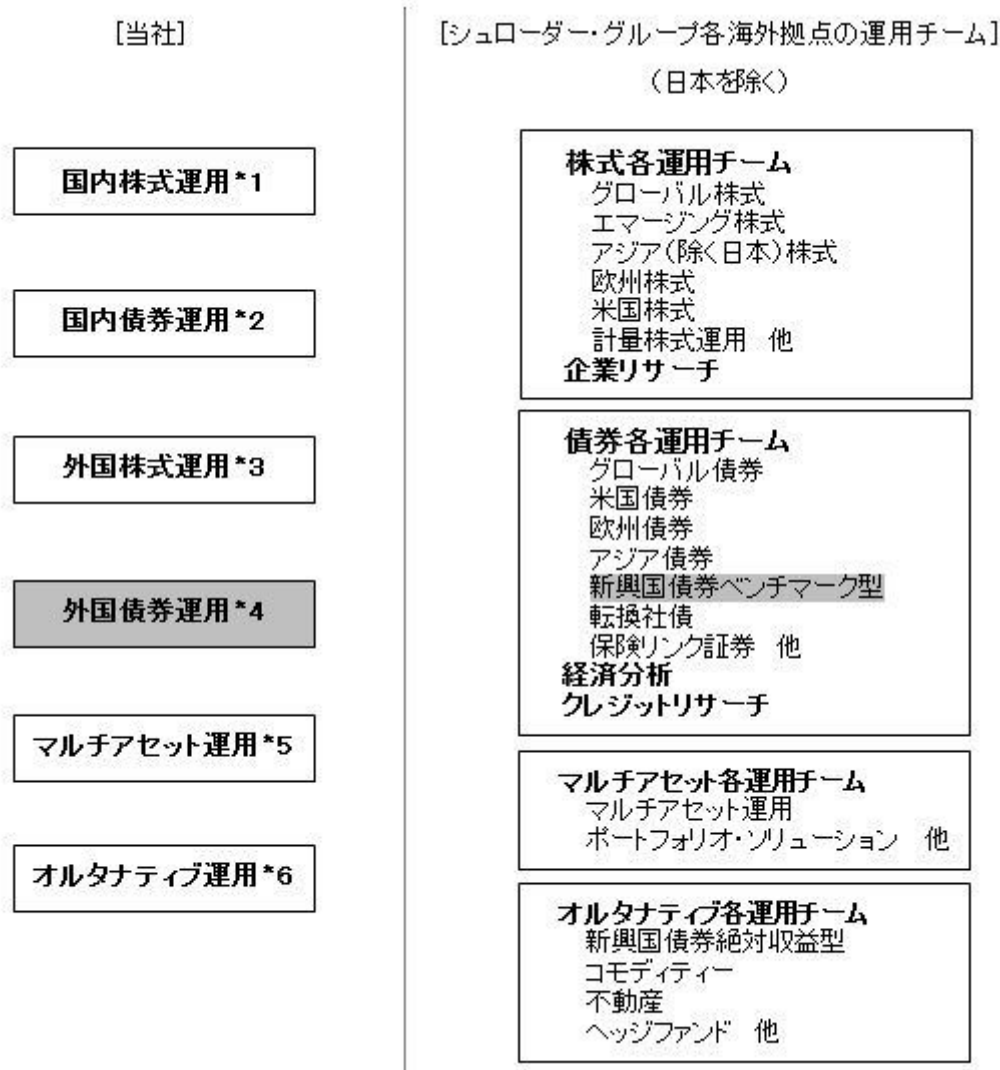 [当社]
国内株式運用*1
国内債券運用*2
外国株式運用*3
外国債券運用*4
マルチアセット運用*5
オルタナティブ運用*6
[シュローダー・グループ各海外拠点の運用チーム]
（日本を除く）
株式各運用チーム
グローバル株式
エマージング株式
アジア(除く日本)株式
欧州株式
米国株式
計量株式運用　他
企業リサーチ
債券各運用チーム
グローバル債券
米国債券
欧州債券
アジア債券
新興国債券ベンチマーク型
転換社債
保険リンク証券　他
経済分析
クレジットリサーチ
マルチアセット各運用チーム
マルチアセット運用
ポートフォリオ・ソリューション　他
オルタナティブ各運用チーム
新興国債券絶対収益型
コモディティー
不動産
ヘッジファンド　他